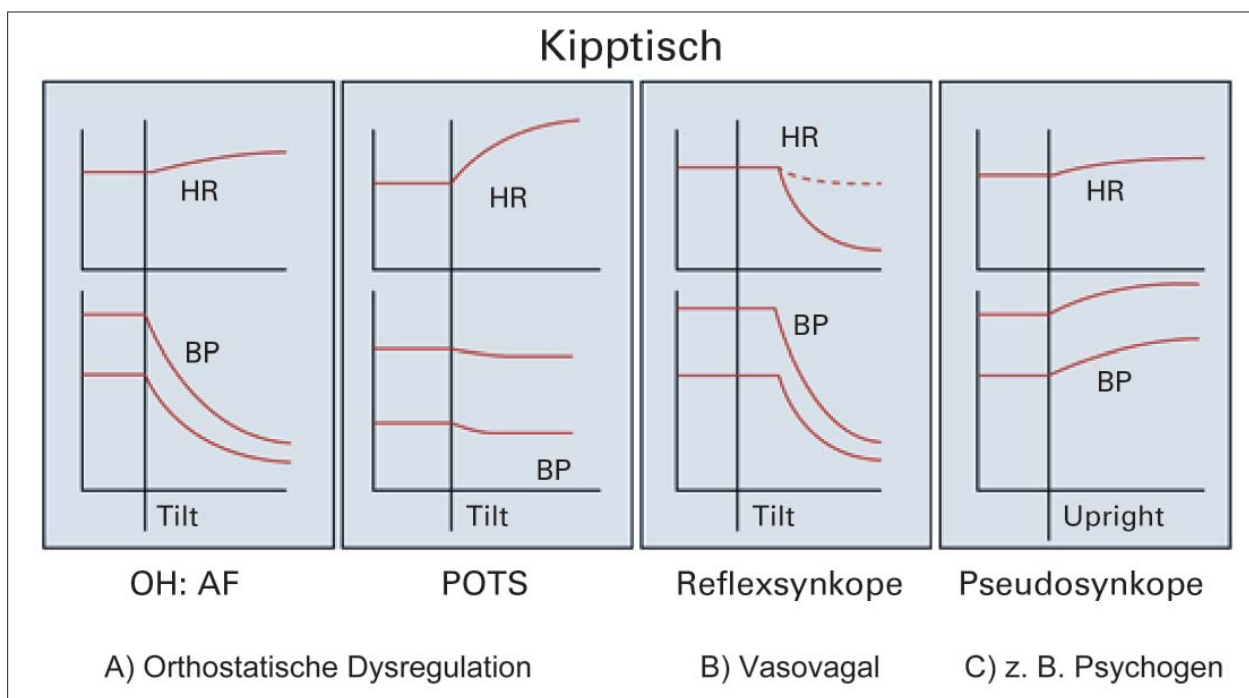 Kipptisch
HR
BP
Tilt
OH: AF
HR
BP
Tilt
POTS
HR
BP
Tilt
Reflexsynkope
HR
BP
Upright
Pseudosynkope
A) Orthostatische Dysregulation
B) Vasovagal
C) z. B. Psychogen